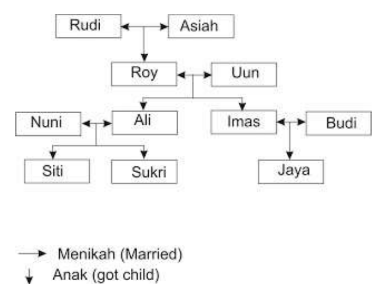 Rudi Asiah
Roy Uun
Nuni Ali Imas Budi
Siti Sukri Jaya
Menikah (Married)
Anak (got child)